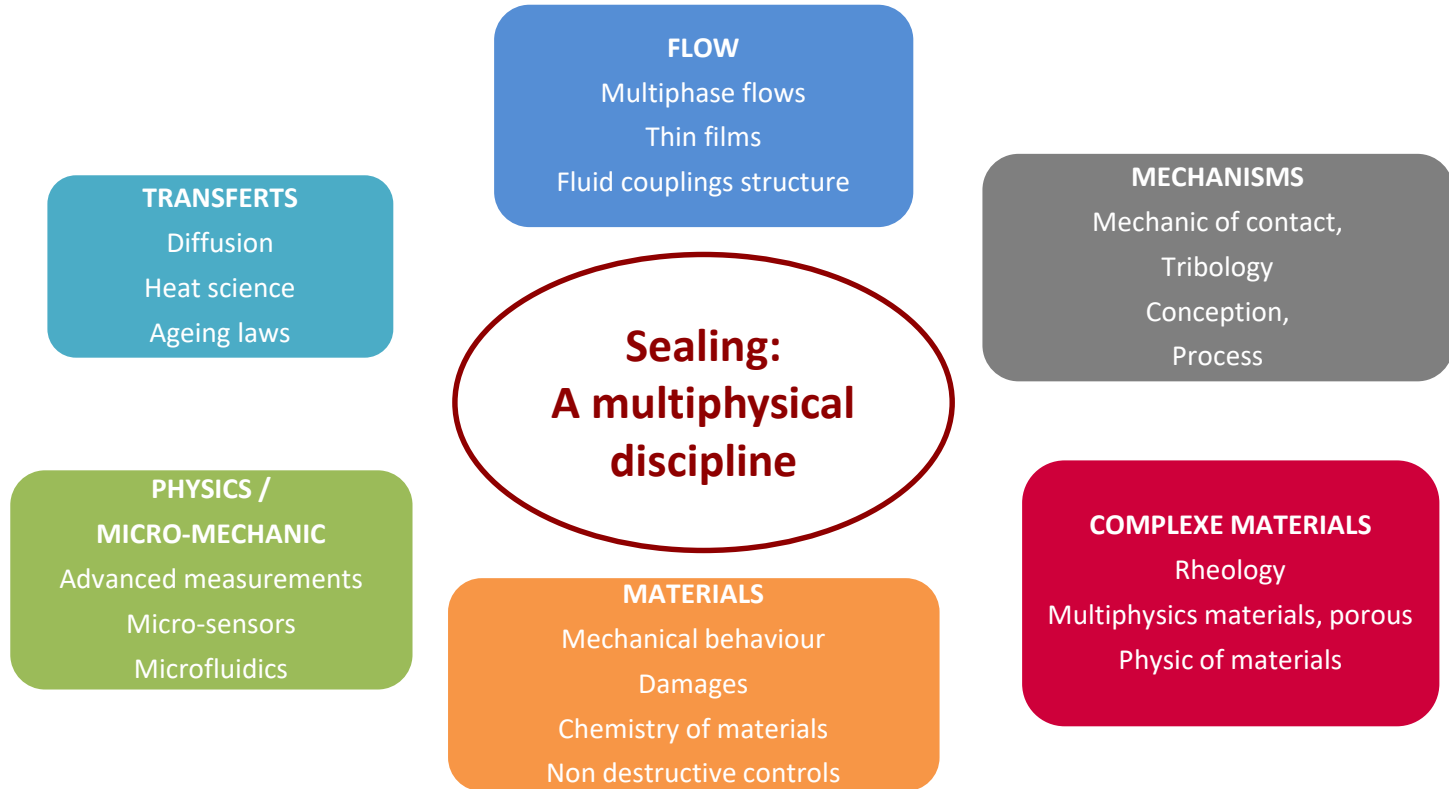 FLOW
Multiphase flows
Thin films
Fluid couplings structure
TRANSFERTS
Diffusion
Heat science
Ageing laws
MECHANISMS
Mechanic of contact,
Tribology
Conception,
Process
Sealing:
A multiphysical
discipline
PHYSICS /
MICRO-MECHANIC
Advanced measurements
Micro-sensors
Microfluidics
MATERIALS
Mechanical behaviour
Damages
Chemistry of materials
Non destructive controls
COMPLEXE MATERIALS
Rheology
Multiphysics materials, porous
Physic of materials